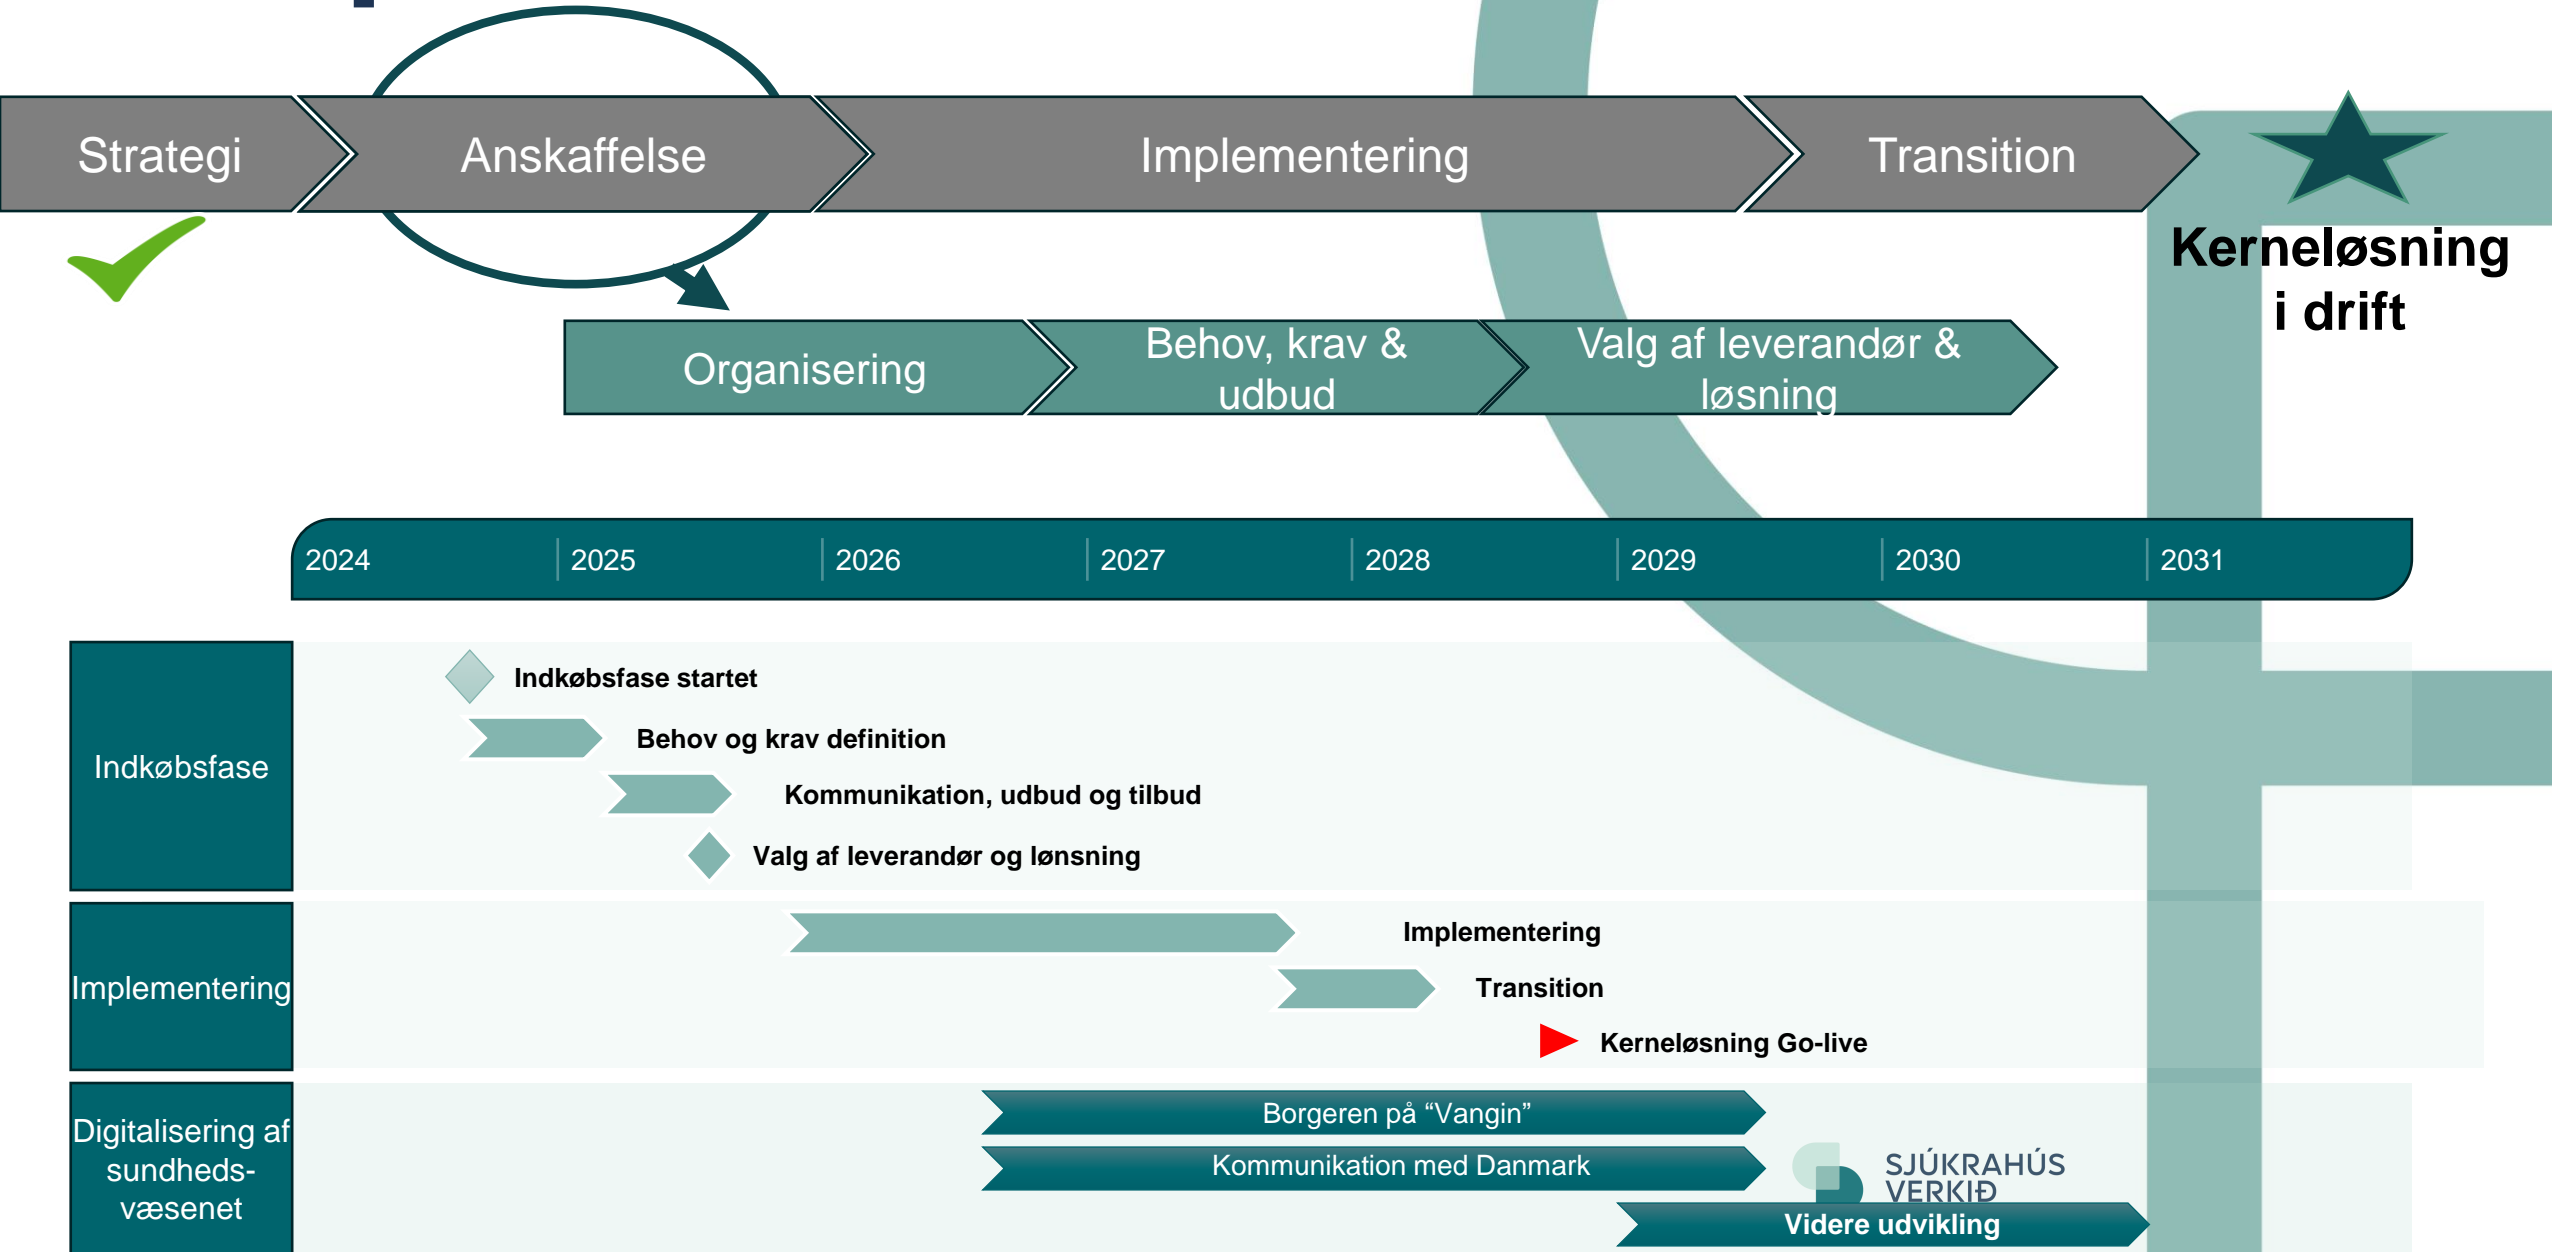 Strategi
Anskaffelse
Implementering
Transition
Kerneløsning
i drift
Organisering
Behov, krav &
udbud
Valg af leverandør &
løsning
2024
2025
2026
2027
2028
2029
2030
2031
Indkøbsfase
Indkøbsfase startet
Behov og krav definition
Kommunikation, udbud og tilbud
Valg af leverandør og lønsning
Implementering
Implementering
Transition
Kerneløsning Go-live
Digitalisering af
sundheds-
væsenet
Borgeren på “Vangin”
Kommunikation med Danmark
SJÚKRAHÚS
VERKIÐ
Videre udvikling